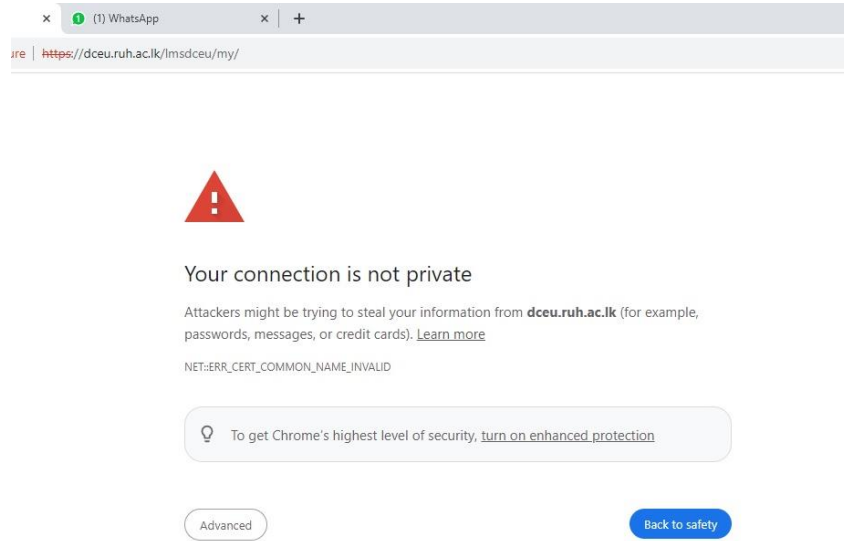 (1) WhatsApp
https://dceu.ruh.ac.lk/lmsdceu/my/
Your connection is not private
Attackers might be trying to steal your information from dceu.ruh.ac.lk (for example,
passwords, messages, or credit cards). Learn more
NET::ERR_CERT_COMMON_NAME_INVALID
To get Chrome's highest level of security, turn on enhanced protection
Advanced
Back to safety